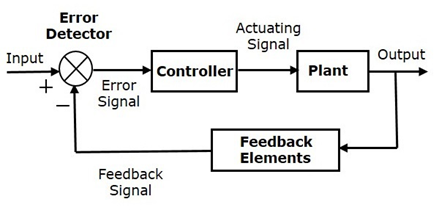 Error
Detector
Input
+
−
Error
Signal
Controller
Actuating
Signal
Plant
Output
Feedback
Elements
Feedback
Signal